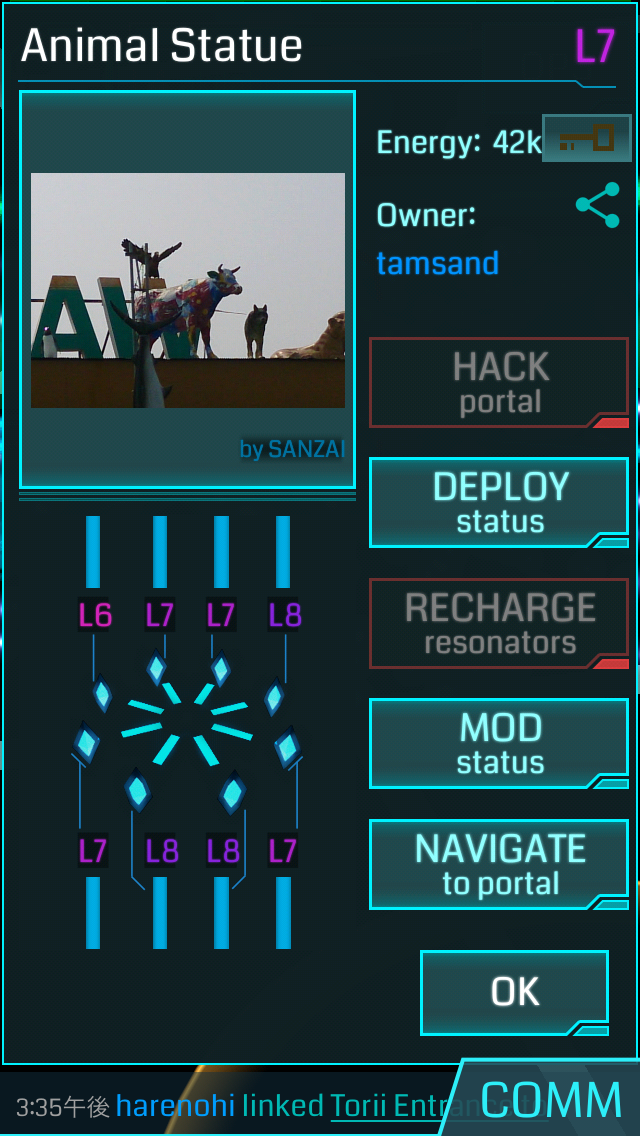 Animal Statue
L7
Energy: 42k
Owner:
tamsand
by SANZAI
HACK
portal
DEPLOY
status
RECHARGE
resonators
MOD
status
NAVIGATE
to portal
L6 L7 L7 L8
L7 L8 L8 L7
OK
3:35午後 harenohi linked Torii Entrance to
COMM